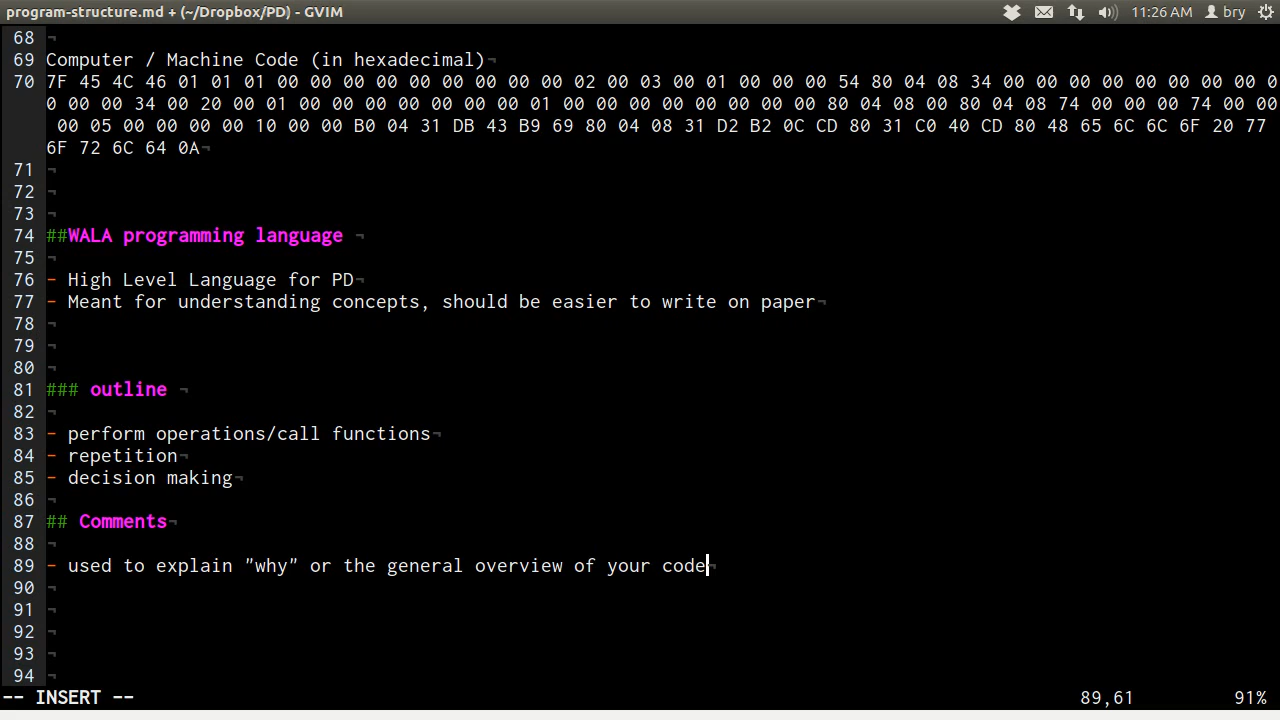 program-structure.md + (~/Dropbox/PD) - GVIM 11:26 AM bry
68 ¬
69 Computer / Machine Code (in hexadecimal)¬
70 7F 45 4C 46 01 01 01 00 00 00 00 00 00 00 00 00 02 00 03 00 01 00 00 00 54 80 04 08 34 00 00 00 00 00 00 00 0
0 00 00 34 00 20 00 01 00 00 00 00 00 00 00 01 00 00 00 00 00 00 00 80 04 08 00 80 04 08 74 00 00 00 74 00 00
00 05 00 00 00 00 10 00 00 B0 04 31 DB 43 B9 69 80 04 08 31 D2 B2 0C CD 80 31 C0 40 CD 80 48 65 6C 6C 6F 20 77
6F 72 6C 64 0A¬
71 ¬
72 ¬
73 ¬
74 ##WALA programming language ¬
75 ¬
76 - High Level Language for PD¬
77 - Meant for understanding concepts, should be easier to write on paper¬
78 ¬
79 ¬
80 ¬
81 ### outline ¬
82 ¬
83 - perform operations/call functions¬
84 - repetition¬
85 - decision making¬
86 ¬
87 ## Comments¬
88 ¬
89 - used to explain "why" or the general overview of your code¬
90 ¬
91 ¬
92 ¬
93 ¬
94 ¬
-- INSERT -- 89,61 91%